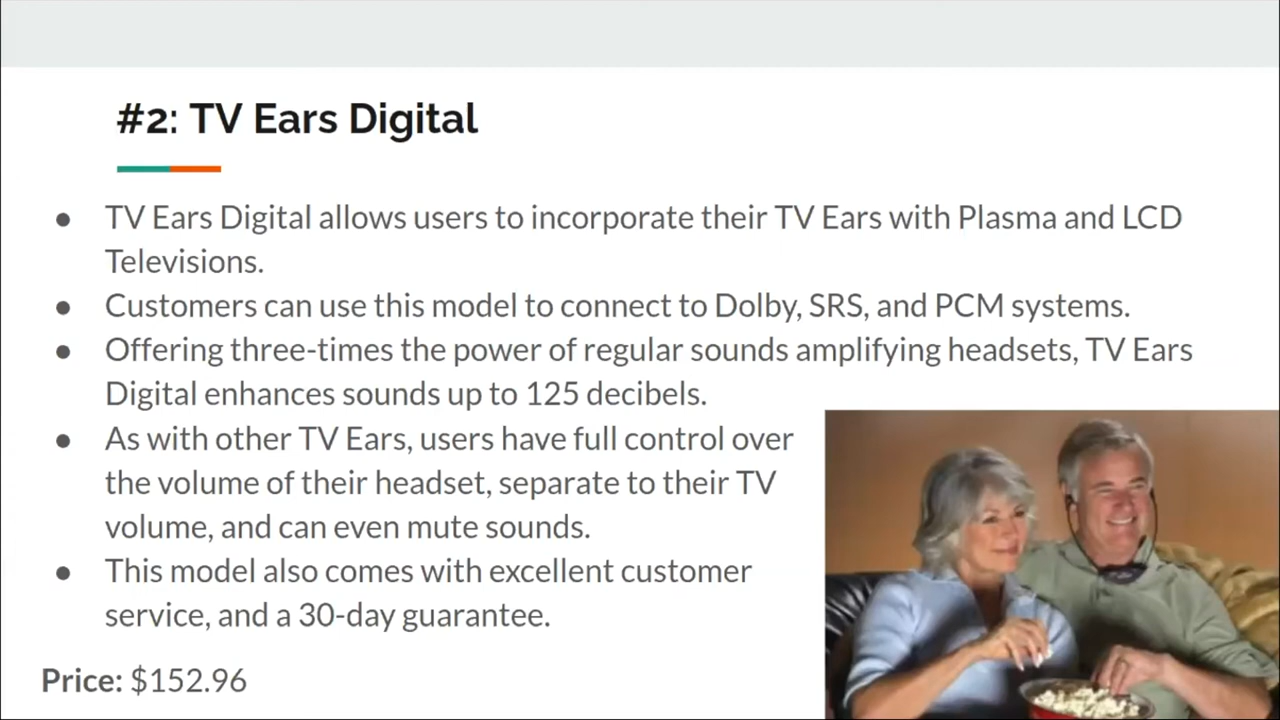 #2: TV Ears Digital
● TV Ears Digital allows users to incorporate their TV Ears with Plasma and LCD
Televisions.
● Customers can use this model to connect to Dolby, SRS, and PCM systems.
● Offering three-times the power of regular sounds amplifying headsets, TV Ears
Digital enhances sounds up to 125 decibels.
● As with other TV Ears, users have full control over
the volume of their headset, separate to their TV
volume, and can even mute sounds.
● This model also comes with excellent customer
service, and a 30-day guarantee.
Price: $152.96